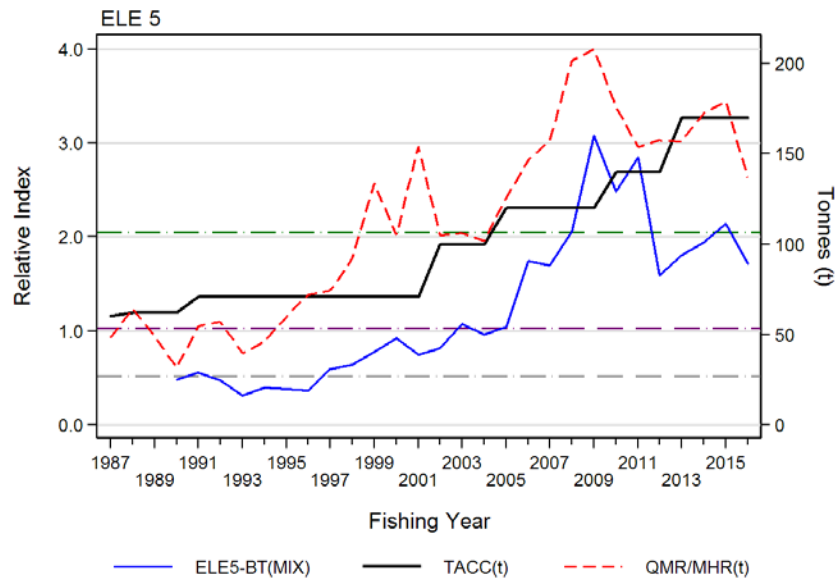 ELE 5
4.0
3.0
2.0
1.0
0.0
Relative Index
200
150
100
50
0
Tonnes (t)
1987 1991 1993 1995 1997 1999 2001 2003 2005 2007 2009 2011 2013 2015
1989
Fishing Year
ELE5-BT(MIX) TACC(t) QMR/MHR(t)